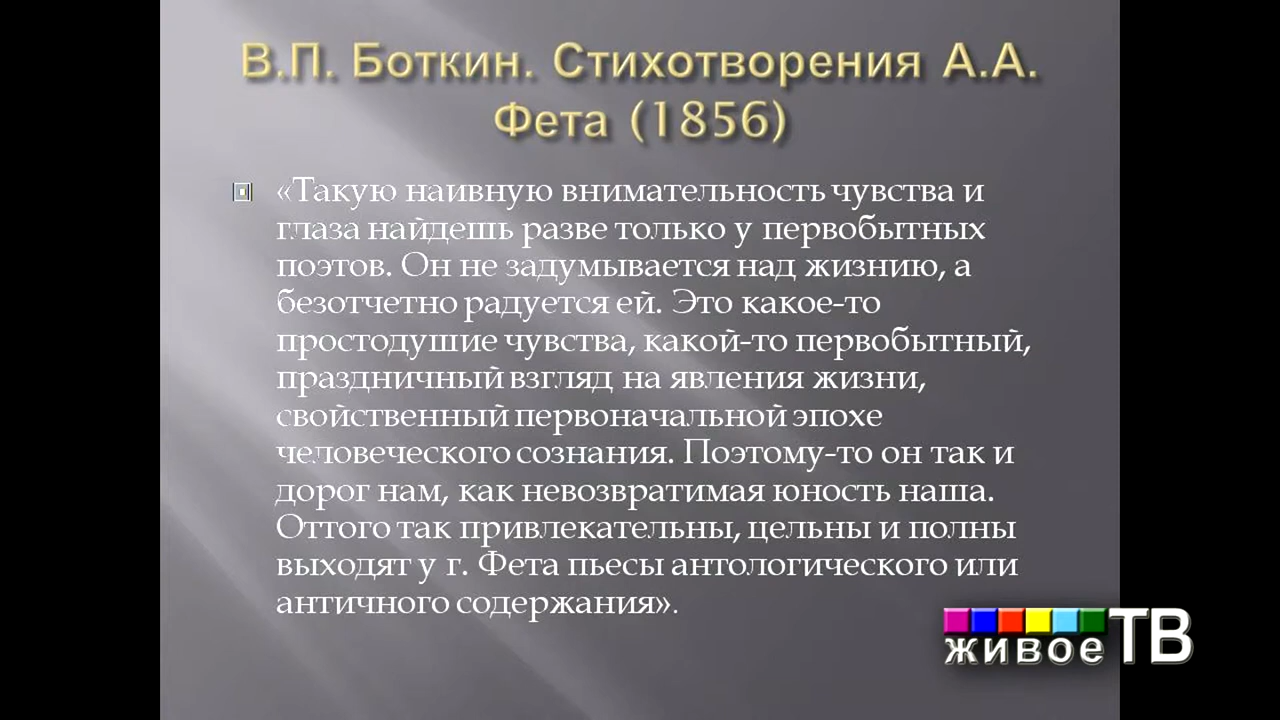 В.П. Боткин. Стихотворения А.А.
Фета (1856)
«Такую наивную внимательность чувства и
глаза найдешь разве только у первобытных
поэтов. Он не задумывается над жизнию, а
безотчетно радуется ей. Это какое-то
простодушие чувства, какой-то первобытный,
праздничный взгляд на явления жизни,
свойственный первоначальной эпохе
человеческого сознания. Поэтому-то он так и
дорог нам, как невозвратимая юность наша.
Оттого так привлекательны, цельны и полны
выходят у г. Фета пьесы антологического или
античного содержания».
живое ТВ